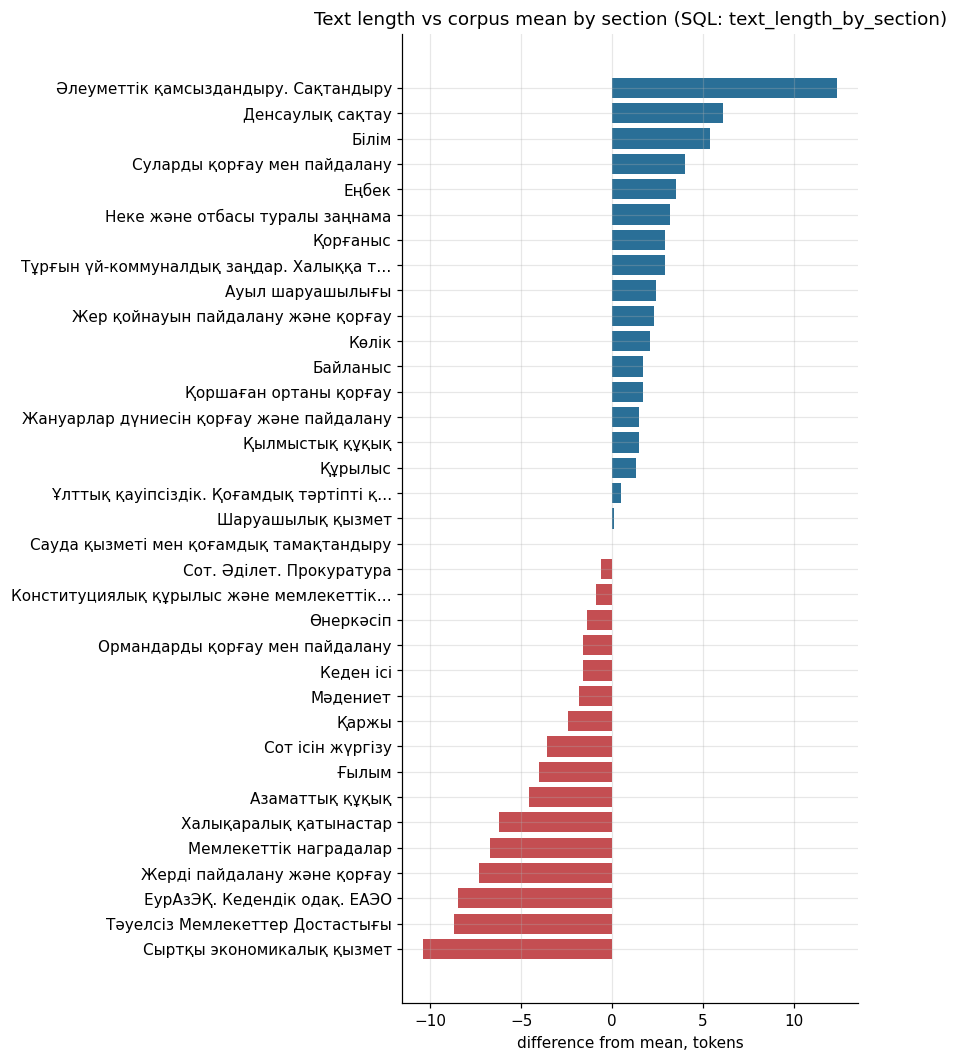 Text length vs corpus mean by section (SQL: text_length_by_section)
Әлеуметтік қамсыздандыру. Сақтандыру
Денсаулық сақтау
Білім
Суларды қорғау мен пайдалану
Еңбек
Неке және отбасы туралы заңнама
Қорғаныс
Тұрғын үй-коммуналдық заңдар. Халыққа т...
Ауыл шаруашылығы
Жер қойнауын пайдалану және қорғау
Көлік
Байланыс
Қоршаған ортаны қорғау
Жануарлар дүниесін қорғау және пайдалану
Қылмыстық құқық
Құрылыс
Ұлттық қауіпсіздік. Қоғамдық тәртіпті қ...
Шаруашылық қызмет
Сауда қызметі мен қоғамдық тамақтандыру
Сот. Әділет. Прокуратура
Конституциялық құрылыс және мемлекеттік...
Өнеркәсіп
Ормандарды қорғау мен пайдалану
Кеден ісі
Мәдениет
Қаржы
Сот ісін жүргізу
Ғылым
Азаматтық құқық
Халықаралық қатынастар
Мемлекеттік наградалар
Жерді пайдалану және қорғау
ЕурАзЭҚ. Кедендік одақ. ЕАЭО
Тәуелсіз Мемлекеттер Достастығы
Сыртқы экономикалық қызмет
−10 −5 0 5 10
difference from mean, tokens